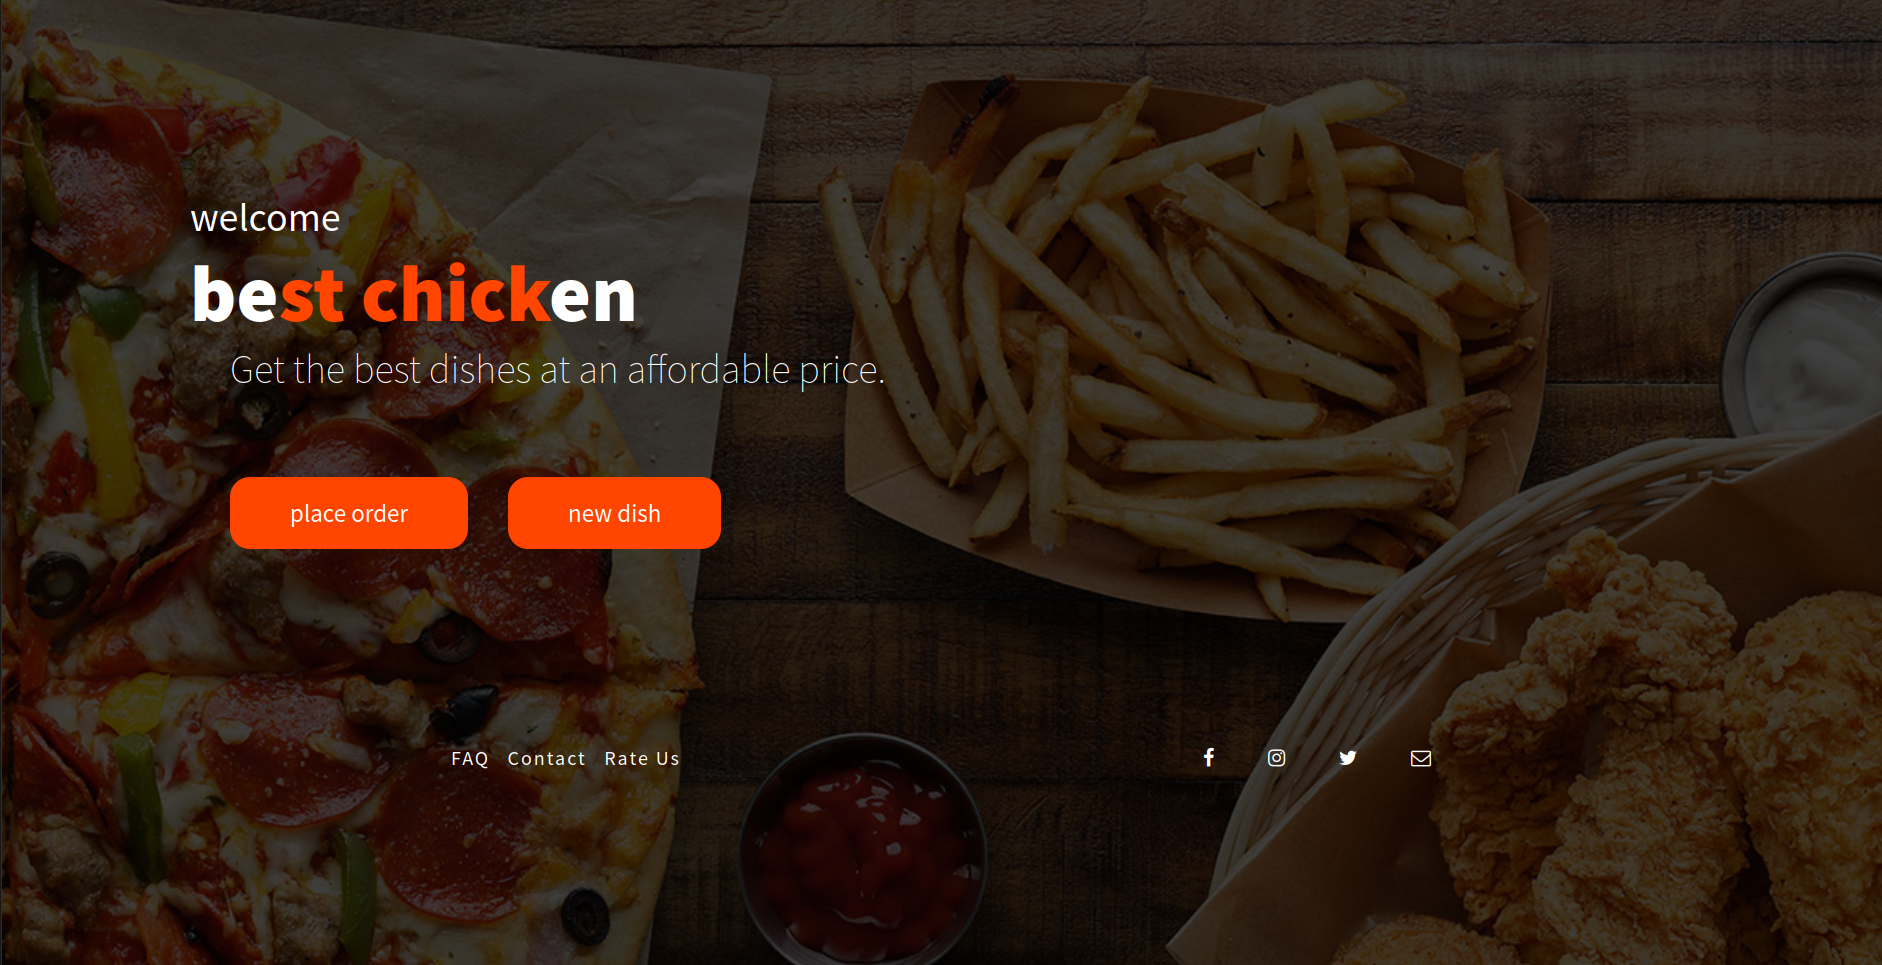 welcome
best chicken
Get the best dishes at an affordable price.
place order
new dish
FAQ Contact Rate Us